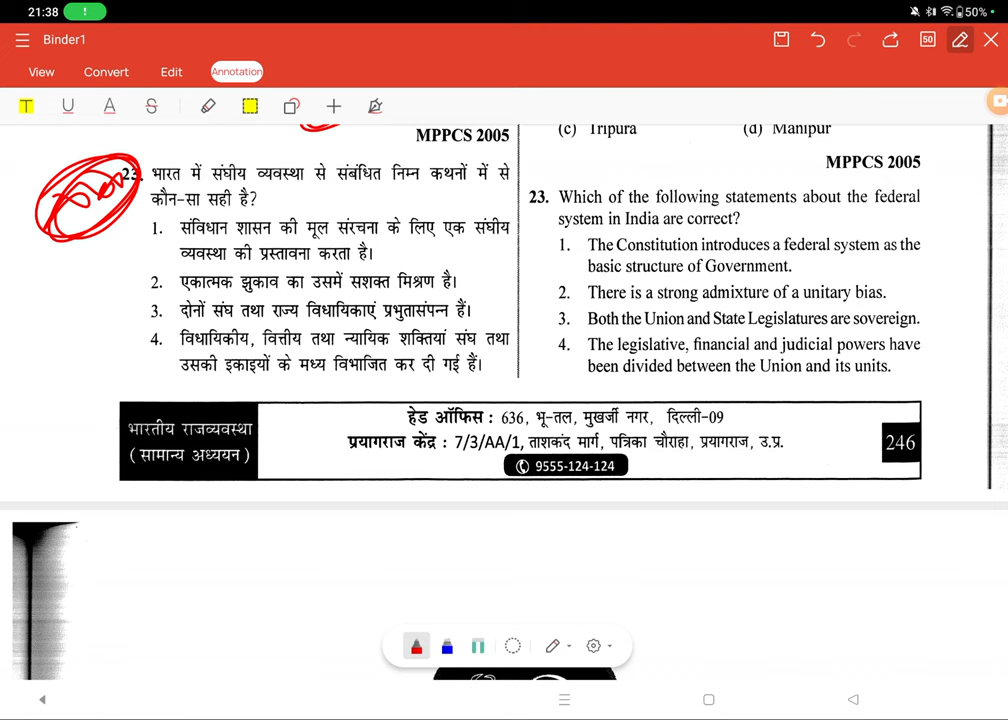 21:38
50%
Binder1
50
View Convert Edit Annotation
T U A S
MPPCS 2005
23. भारत में संघीय व्यवस्था से संबंधित निम्न कथनों में से
कौन-सा सही है?
1. संविधान शासन की मूल संरचना के लिए एक संघीय
व्यवस्था की प्रस्तावना करता है।
2. एकात्मक झुकाव का उसमें सशक्त मिश्रण है।
3. दोनों संघ तथा राज्य विधायिकाएं प्रभुतासंपन्न हैं।
4. विधायिकीय, वित्तीय तथा न्यायिक शक्तियां संघ तथा
उसकी इकाइयों के मध्य विभाजित कर दी गई हैं।
(c) Tripura (d) Manipur
MPPCS 2005
23. Which of the following statements about the federal
system in India are correct?
1. The Constitution introduces a federal system as the
basic structure of Government.
2. There is a strong admixture of a unitary bias.
3. Both the Union and State Legislatures are sovereign.
4. The legislative, financial and judicial powers have
been divided between the Union and its units.
भारतीय राजव्यवस्था
(सामान्य अध्ययन)
हेड ऑफिस : 636, भू-तल, मुखर्जी नगर, दिल्ली-09
प्रयागराज केंद्र : 7/3/AA/1, ताशकंद मार्ग, पत्रिका चौराहा, प्रयागराज, उ.प्र.
9555-124-124
246